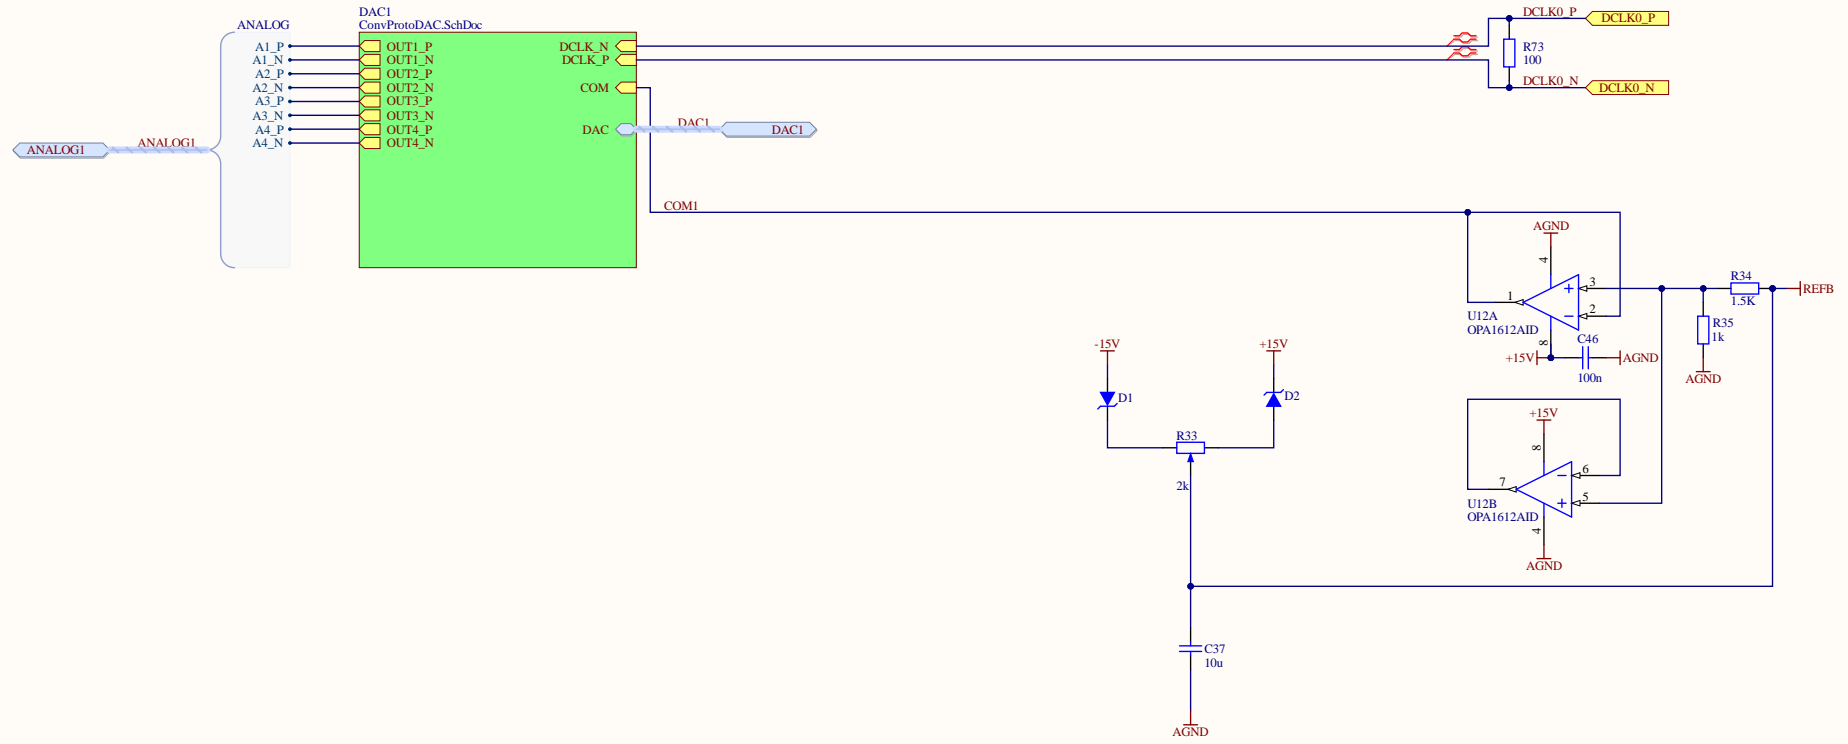 DAC1
ConvProtoDAC.SchDoc
ANALOG
A1_P
A1_N
A2_P
A2_N
A3_P
A3_N
A4_P
A4_N
OUT1_P
OUT1_N
OUT2_P
OUT2_N
OUT3_P
OUT3_N
OUT4_P
OUT4_N
DCLK_N
DCLK_P
COM
DAC
ANALOG1
ANALOG1
DAC1
DAC1
COM1
DCLK0_P
DCLK0_P
R73
100
DCLK0_N
DCLK0_N
AGND
4
3
1
2
U12A
OPA1612AID
8
C46
+15V
AGND
100n
R34
1.5K
REFB
R35
1k
AGND
-15V
D1
+15V
D2
R33
2k
+15V
8
6
7
5
U12B
OPA1612AID
4
AGND
C37
10u
AGND